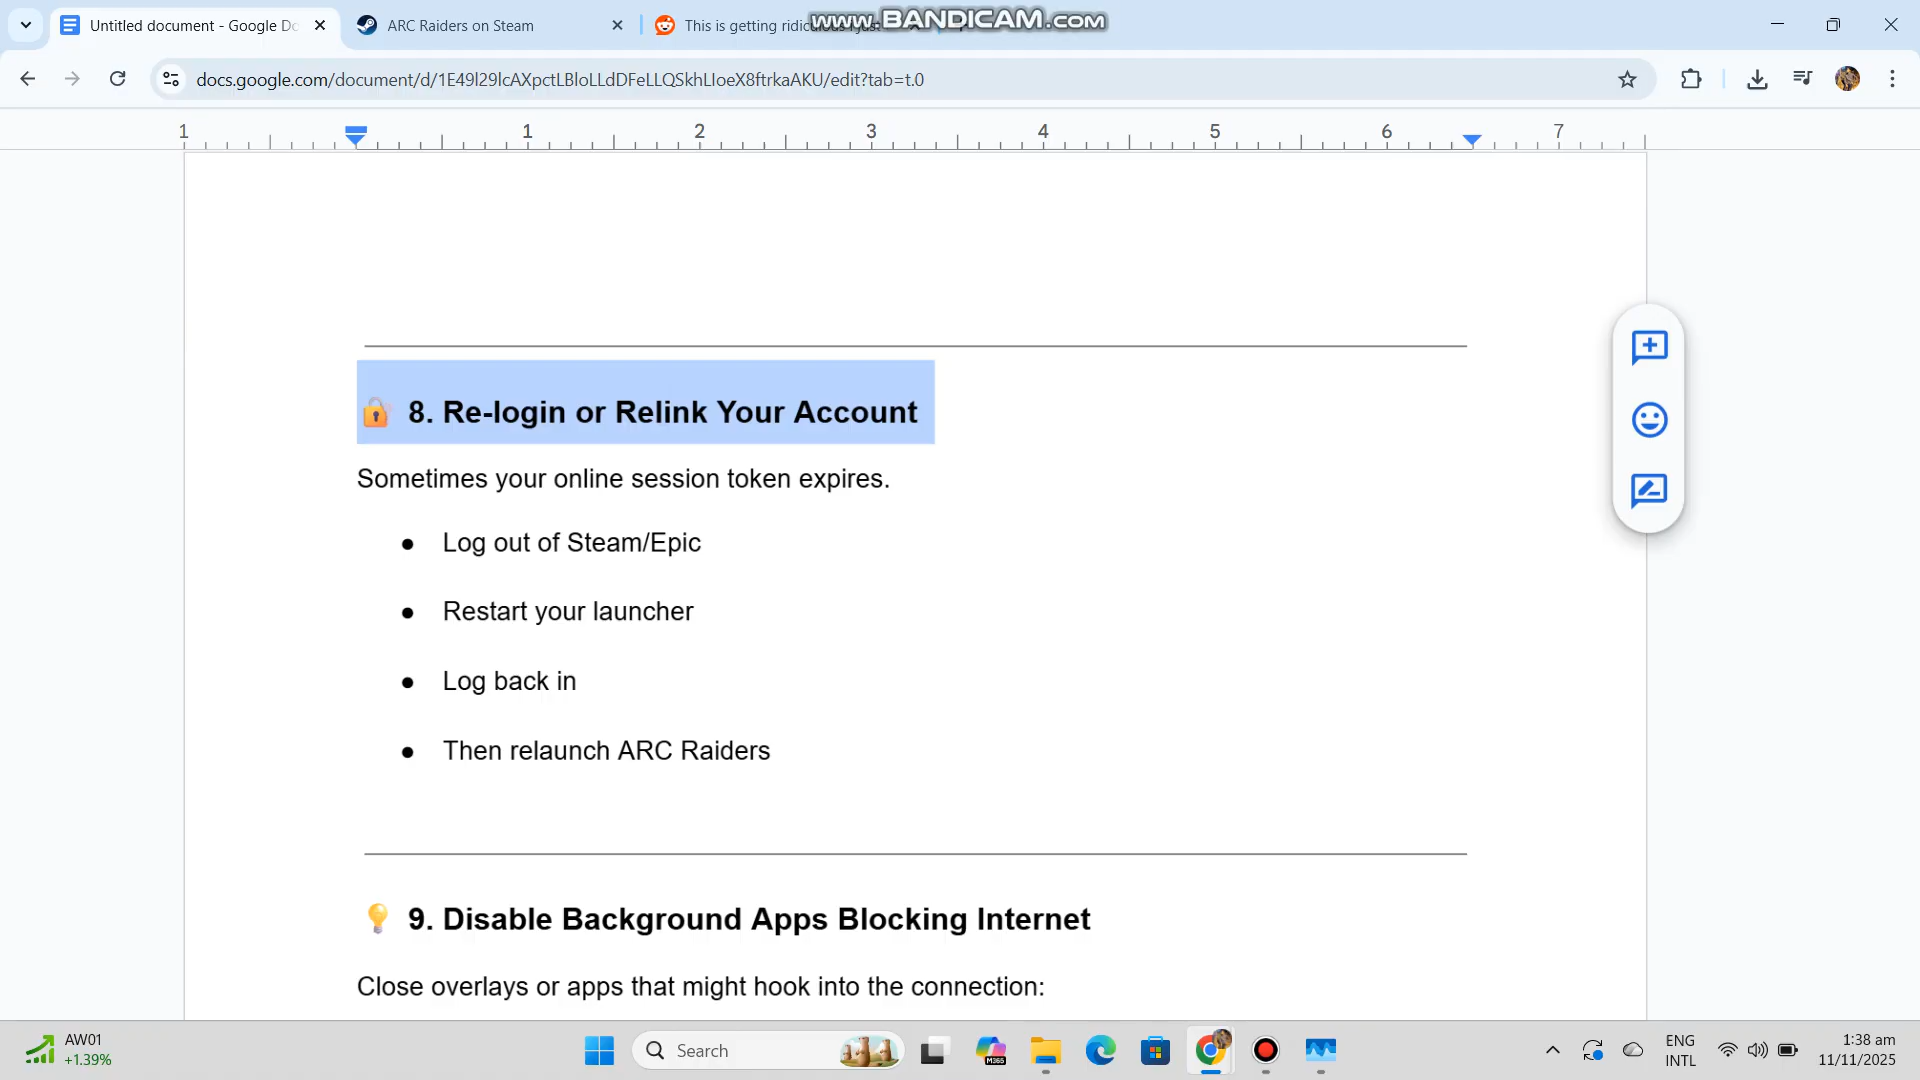 Untitled document - Google Do
ARC Raiders on Steam
This is getting ridiculous
www.BANDICAM.com
docs.google.com/document/d/1E49l29lcAXpctLBloLLdDFeLLQSkhLIoeX8ftrkaAKU/edit?tab=t.0
1 1 2 3 4 5 6 7
8. Re-login or Relink Your Account
Sometimes your online session token expires.
● Log out of Steam/Epic
● Restart your launcher
● Log back in
● Then relaunch ARC Raiders
9. Disable Background Apps Blocking Internet
Close overlays or apps that might hook into the connection:
AW01
+1.39%
Search
M365
ENG
INTL
1:38 am
11/11/2025